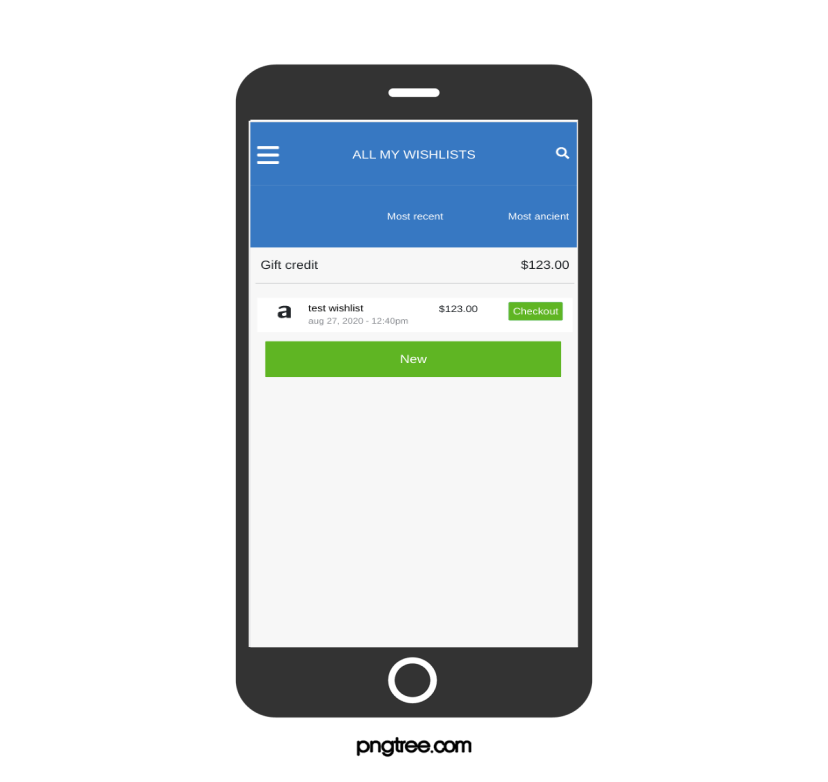 ALL MY WISHLISTS
Most recent Most ancient
Gift credit $123.00
a test wishlist $123.00 Checkout
aug 27, 2020 - 12:40pm
New
pngtree.com